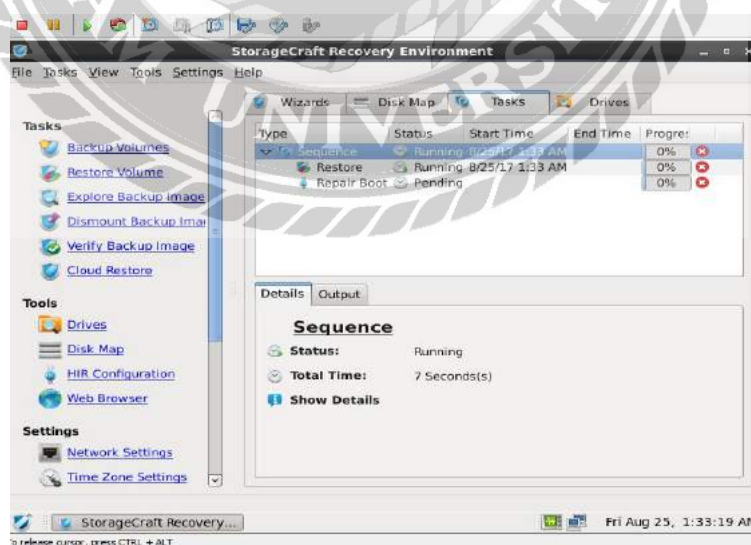 StorageCraft Recovery Environment
File Tasks View Tools Settings Help
Wizards Disk Map Tasks Drives
Tasks
Backup Volumes
Restore Volume
Explore Backup Image
Dismount Backup Imag
Verify Backup Image
Cloud Restore
Tools
Drives
Disk Map
HIR Configuration
Web Browser
Settings
Network Settings
Time Zone Settings
Type Status Start Time End Time Progre
Sequence Running 8/25/17 1:33 AM 0%
Restore Running 8/25/17 1:33 AM 0%
Repair Boot Pending 0%
Details Output
Sequence
Status: Running
Total Time: 7 Seconds(s)
Show Details
StorageCraft Recovery... Fri Aug 25, 1:33:19 AM
To release cursor, press CTRL + ALT